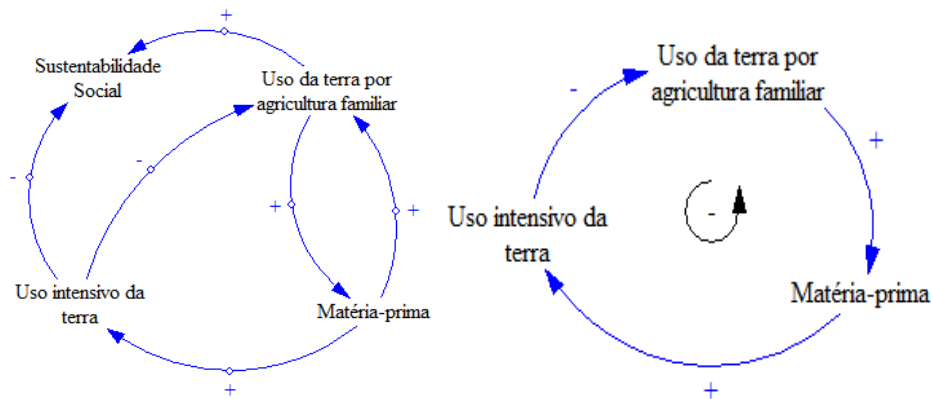 +
Sustentabilidade
Social
Uso da terra por
agricultura familiar
-
-
+
+
Uso intensivo da
terra
Matéria-prima
+
Uso da terra por
agricultura familiar
-
+
Uso intensivo da
terra
-
Matéria-prima
+